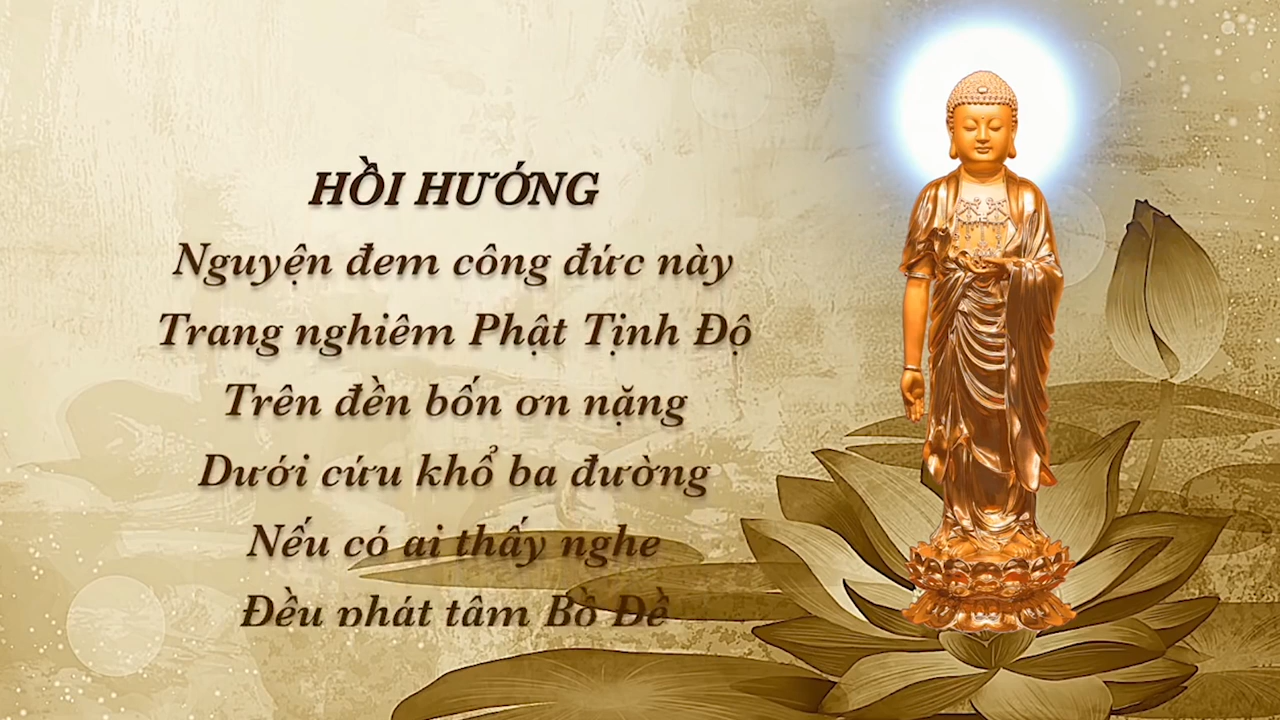 HỒI HƯỚNG
Nguyện đem công đức này
Trang nghiêm Phật Tịnh Độ
Trên đền bốn ơn nặng
Dưới cứu khổ ba đường
Nếu có ai thấy nghe
Đều phát tâm Bồ Đề